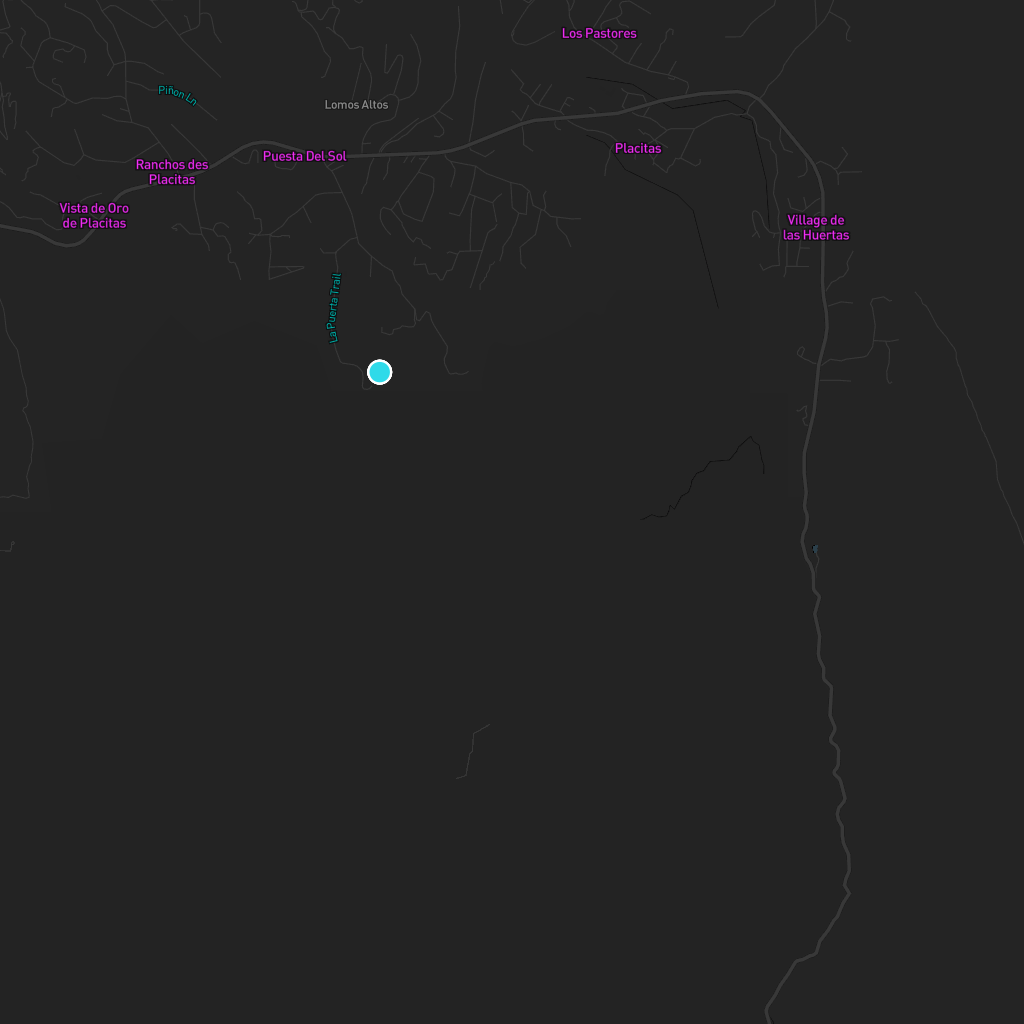 Los Pastores
Piñon Ln
Lomos Altos
Placitas
Puesta Del Sol
Ranchos des
Placitas
Vista de Oro
de Placitas
Village de
las Huertas
La Puerta Trail